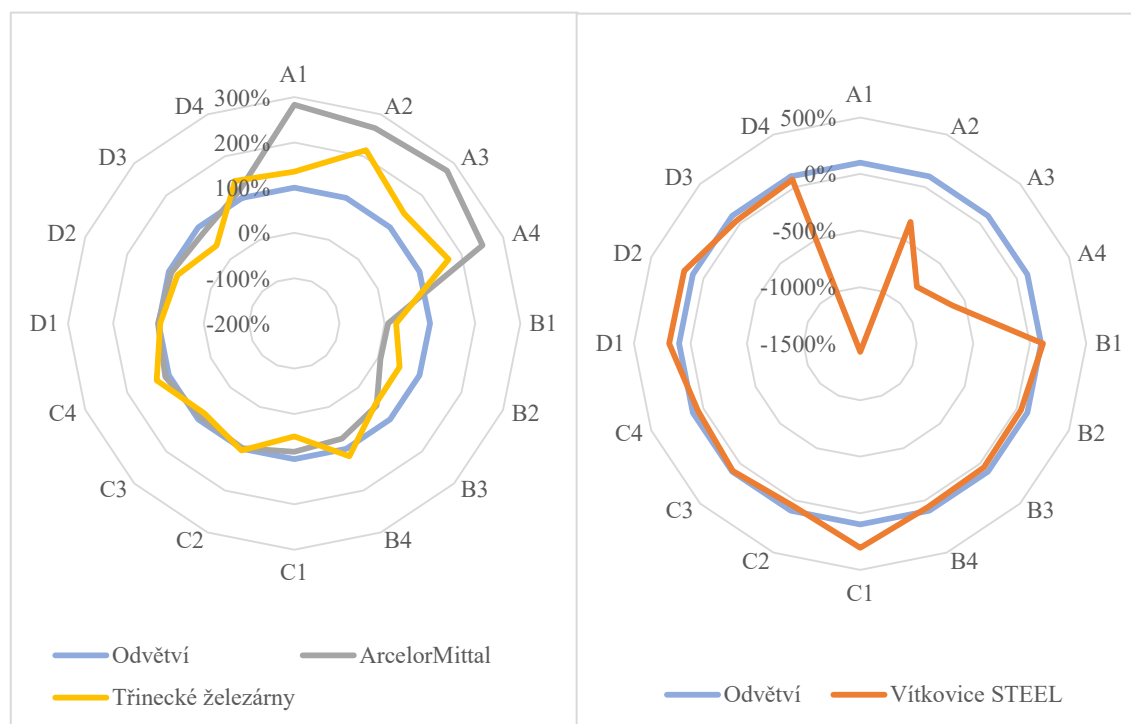 A1
300%
D4
A2
200%
D3
A3
100%
D2
A4
0%
-100%
D1
-200%
B1
C4
B2
C3
B3
C2
B4
C1
Odvětví
ArcelorMittal
Třinecké železárny
A1
500%
D4
A2
0%
D3
A3
-500%
D2
A4
-1000%
D1
-1500%
B1
C4
B2
C3
B3
C2
B4
C1
Odvětví
Vítkovice STEEL